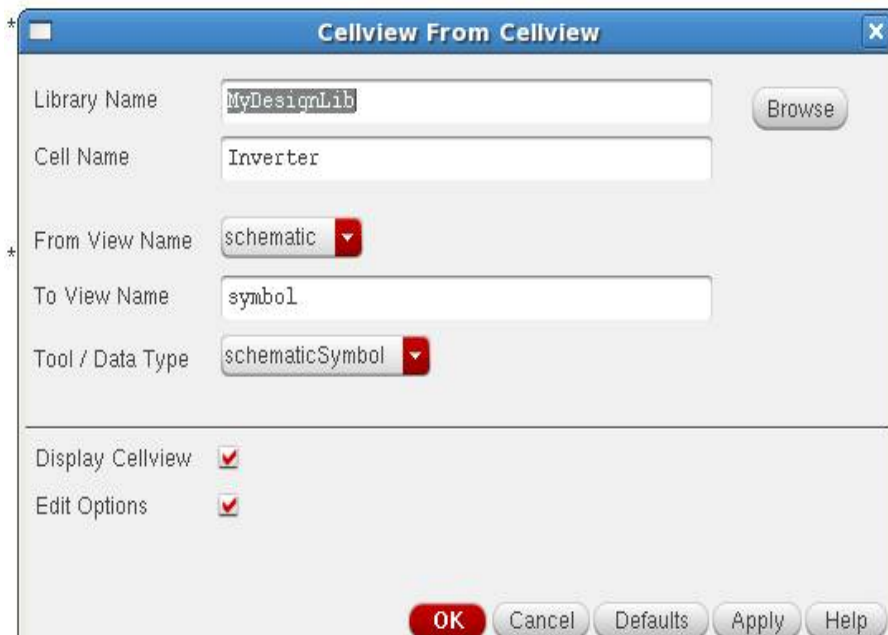 *
Cellview From Cellview
Library Name MyDesignLib Browse
Cell Name Inverter
From View Name schematic
*
To View Name symbol
Tool / Data Type schematicSymbol
Display Cellview
Edit Options
OK Cancel Defaults Apply Help